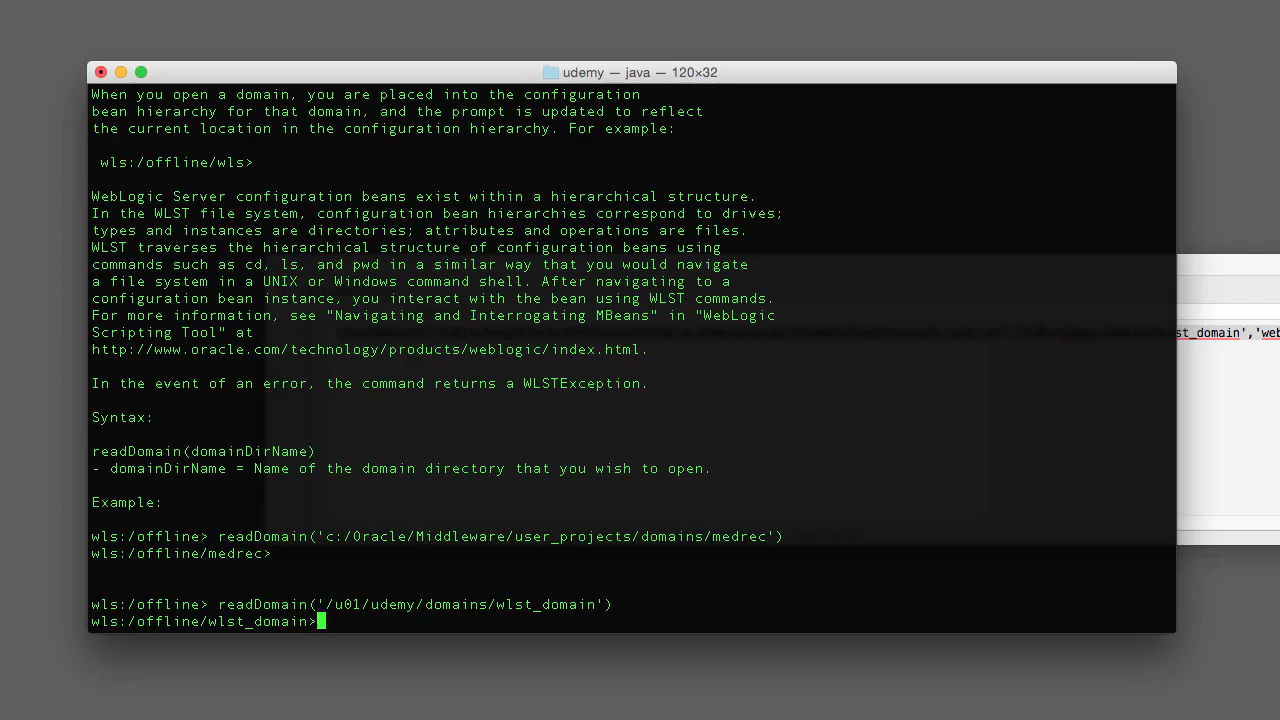 udemy — java — 120×32
When you open a domain, you are placed into the configuration
bean hierarchy for that domain, and the prompt is updated to reflect
the current location in the configuration hierarchy. For example:
wls:/offline/wls>
WebLogic Server configuration beans exist within a hierarchical structure.
In the WLST file system, configuration bean hierarchies correspond to drives;
types and instances are directories; attributes and operations are files.
WLST traverses the hierarchical structure of configuration beans using
commands such as cd, ls, and pwd in a similar way that you would navigate
a file system in a UNIX or Windows command shell. After navigating to a
configuration bean instance, you interact with the bean using WLST commands.
For more information, see "Navigating and Interrogating MBeans" in "WebLogic
Scripting Tool" at
http://www.oracle.com/technology/products/weblogic/index.html.
In the event of an error, the command returns a WLSTException.
Syntax:
readDomain(domainDirName)
- domainDirName = Name of the domain directory that you wish to open.
Example:
wls:/offline> readDomain('c:/Oracle/Middleware/user_projects/domains/medrec')
wls:/offline/medrec>
wls:/offline> readDomain('/u01/udemy/domains/wlst_domain')
wls:/offline/wlst_domain>
st_domain','web